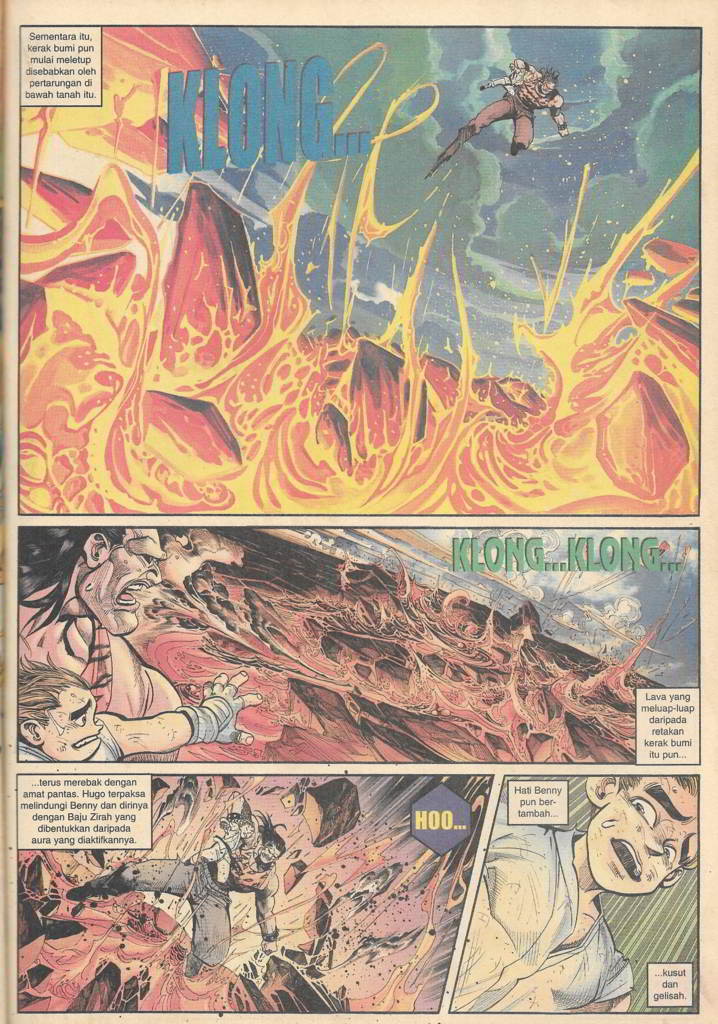 Sementara itu,
kerak bumi pun
mulai meletup
disebabkan oleh
pertarungan di
bawah tanah itu.
KLONG...
KLONG...KLONG...
Lava yang
meluap-luap
daripada
retakan
kerak bumi
itu pun...
...terus merebak dengan
amat pantas. Hugo terpaksa
melindungi Benny dan dirinya
dengan Baju Zirah yang
dibentukkan daripada
aura yang diaktifkannya.
HOO...
Hati Benny
pun ber-
tambah...
...kusut
dan
gelisah.